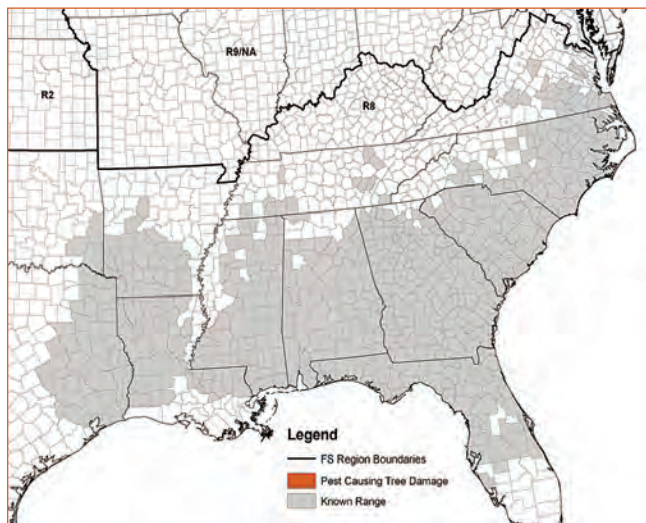 R9/NA
R2
R8
Legend
FS Region Boundaries
Pest Causing Tree Damage
Known Range